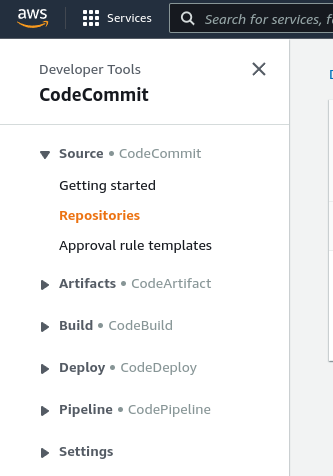 aws
Services
Search for services, f
Developer Tools
CodeCommit
Source • CodeCommit
Getting started
Repositories
Approval rule templates
Artifacts • CodeArtifact
Build • CodeBuild
Deploy • CodeDeploy
Pipeline • CodePipeline
Settings